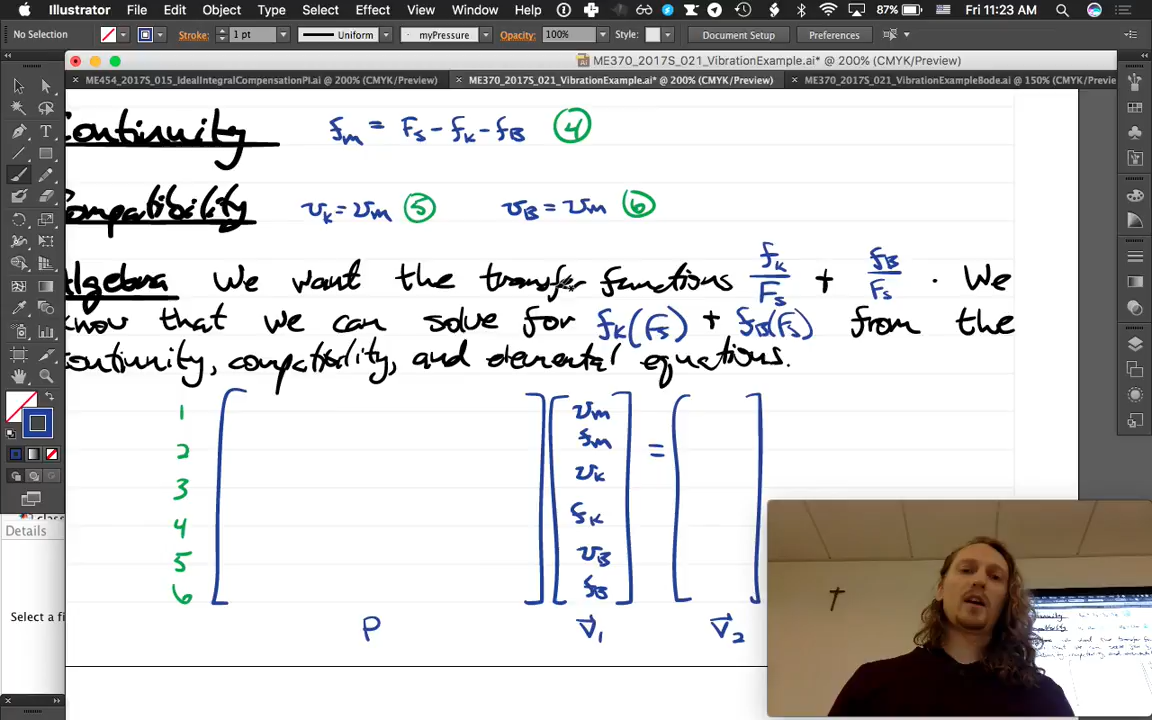 Illustrator File Edit Object Type Select Effect View Window Help 87% Fri 11:23 AM
No Selection Stroke: 1 pt Uniform myPressure Opacity: 100% Style: Document Setup Preferences
ME370_2017S_021_VibrationExample.ai* @ 200% (CMYK/Preview)
ME454_2017S_015_IdealIntegralCompensationPI.ai @ 200% (CMYK/Preview) ME370_2017S_021_VibrationExample.ai* @ 200% (CMYK/Preview) ME370_2017S_021_VibrationExampleBode.ai @ 150% (CMYK/Preview)
Continuity fm = Fs - fk - fB 4
Compatibility vk = vm 5 vB = vm 6
Algebra We want the transfer functions fk/Fs + fB/Fs . We
know that we can solve for fk(Fs) + fB(Fs) from the
continuity, compatibility, and elemental equations.
1 vm
2 fm =
3 vk
4 fk
5 vB
6 fB
P v1 v2
Details
Select a fi